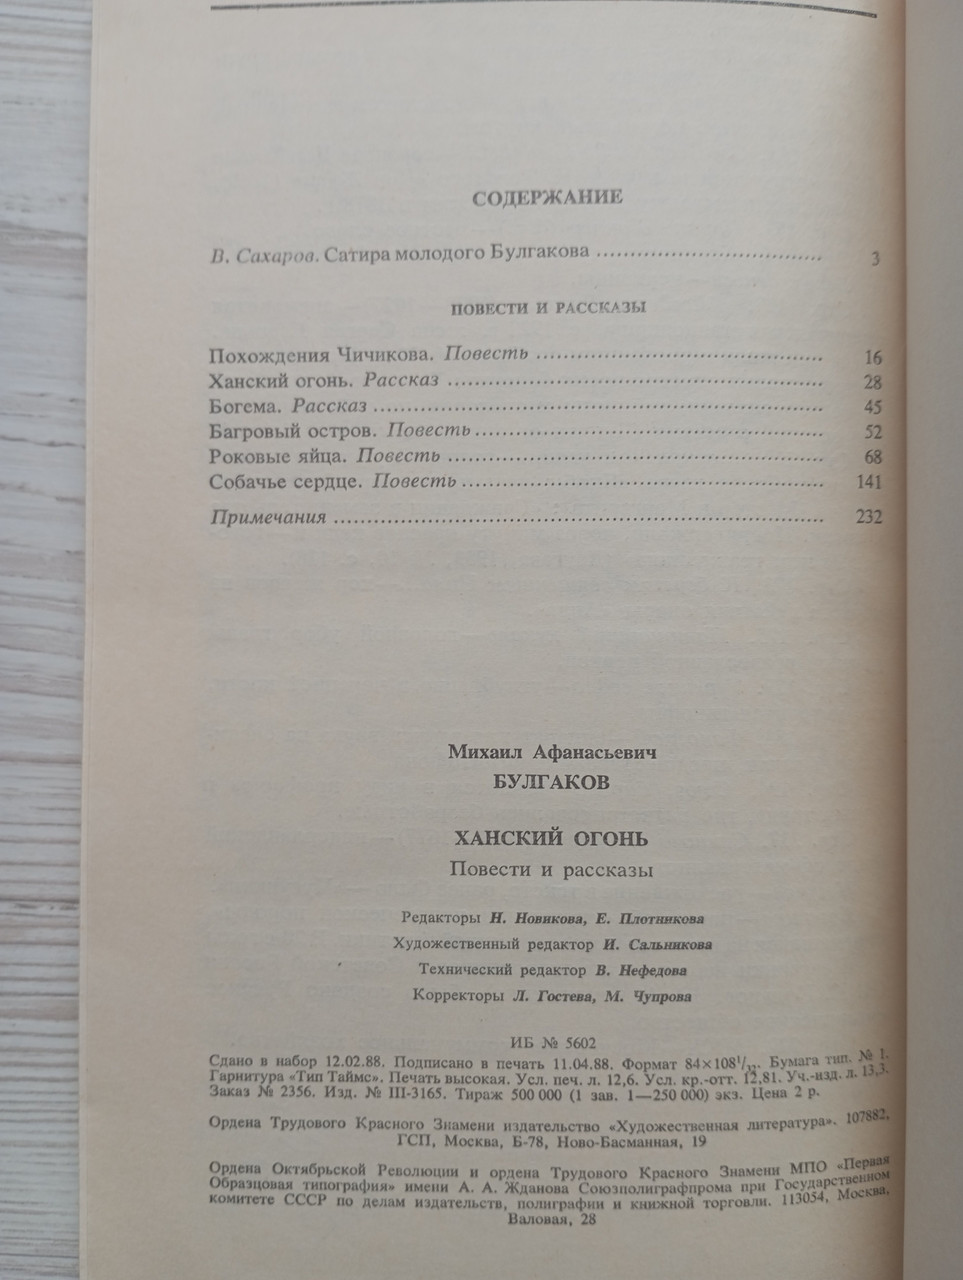 СОДЕРЖАНИЕ
В. Сахаров. Сатира молодого Булгакова ........................ 3
ПОВЕСТИ И РАССКАЗЫ
Похождения Чичикова. Повесть ........................ 16
Ханский огонь. Рассказ ........................ 28
Богема. Рассказ ........................ 45
Багровый остров. Повесть ........................ 52
Роковые яйца. Повесть ........................ 68
Собачье сердце. Повесть ........................ 141
Примечания ........................ 232
Михаил Афанасьевич
БУЛГАКОВ
ХАНСКИЙ ОГОНЬ
Повести и рассказы
Редакторы Н. Новикова, Е. Плотникова
Художественный редактор И. Сальникова
Технический редактор В. Нефедова
Корректоры Л. Гостева, М. Чупрова
ИБ № 5602
Сдано в набор 12.02.88. Подписано в печать 11.04.88. Формат 84×108¹/₃₂. Бумага тип. № 1.
Гарнитура «Тип Таймс». Печать высокая. Усл. печ. л. 12,6. Усл. кр.-отт. 12,81. Уч.-изд. л. 13,3.
Заказ № 2356. Изд. № III-3165. Тираж 500 000 (1 зав. 1—250 000) экз. Цена 2 р.
Ордена Трудового Красного Знамени издательство «Художественная литература». 107882,
ГСП, Москва, Б-78, Ново-Басманная, 19
Ордена Октябрьской Революции и ордена Трудового Красного Знамени МПО «Первая
Образцовая типография» имени А. А. Жданова Союзполиграфпрома при Государственном
комитете СССР по делам издательств, полиграфии и книжной торговли. 113054, Москва,
Валовая, 28